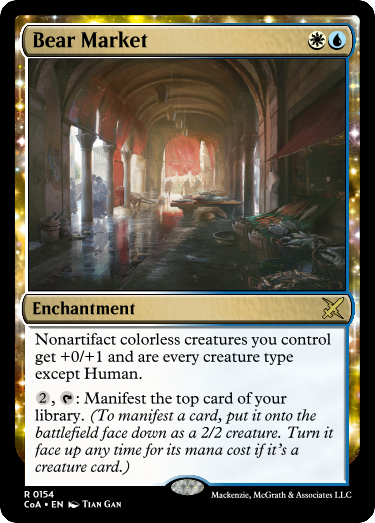 Bear Market
Enchantment
Nonartifact colorless creatures you control
get +0/+1 and are every creature type
except Human.
2, : Manifest the top card of your
library. (To manifest a card, put it onto the
battlefield face down as a 2/2 creature. Turn it
face up any time for its mana cost if it's a
creature card.)
R 0154
CoA • EN Tian Gan
Mackenzie, McGrath & Associates LLC